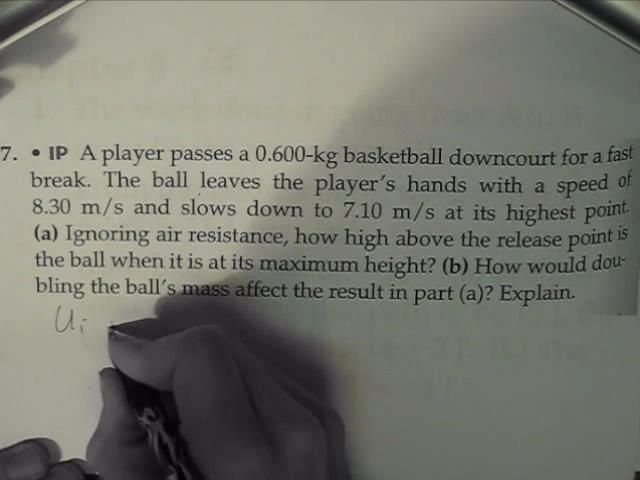 7. • IP A player passes a 0.600-kg basketball downcourt for a fast
break. The ball leaves the player's hands with a speed of
8.30 m/s and slows down to 7.10 m/s at its highest point.
(a) Ignoring air resistance, how high above the release point is
the ball when it is at its maximum height? (b) How would dou-
bling the ball's mass affect the result in part (a)? Explain.
Ui